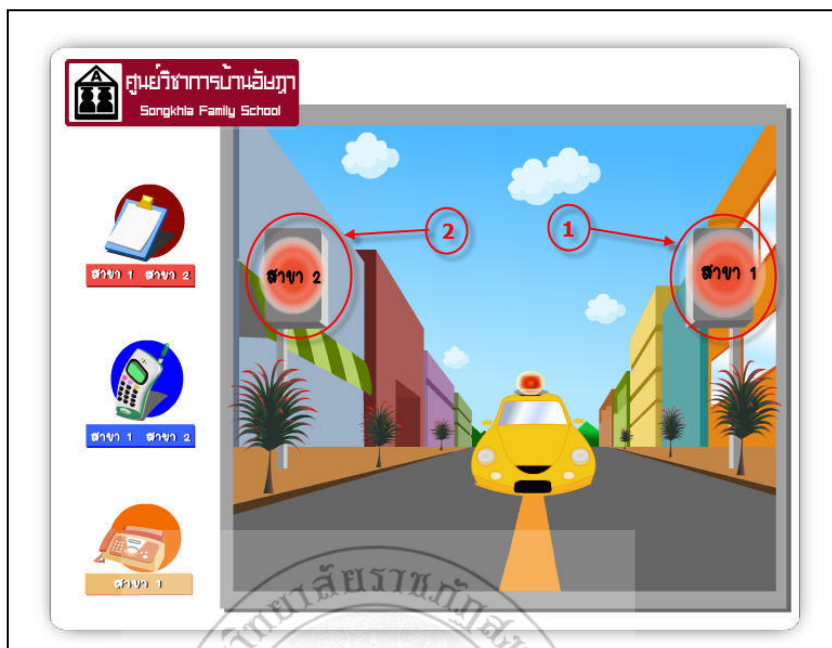 ศูนย์วิชาการบ้านอัษฎา
Songkhla Family School
2
1
สาขา 2
สาขา 1
สาขา 1 สาขา 2
สาขา 1 สาขา 2
สาขา 1